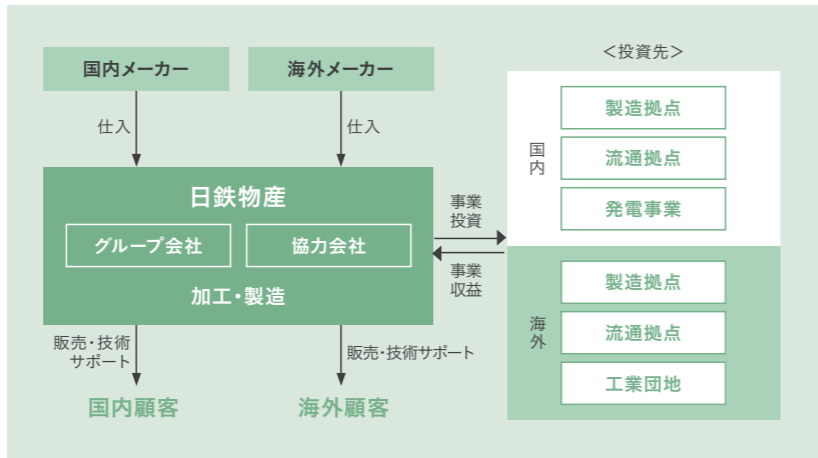 国内メーカー
海外メーカー
仕入
仕入
日鉄物産
グループ会社
協力会社
加工・製造
販売・技術
サポート
販売・技術サポート
国内顧客
海外顧客
事業
投資
事業
収益
＜投資先＞
国内
製造拠点
流通拠点
発電事業
海外
製造拠点
流通拠点
工業団地